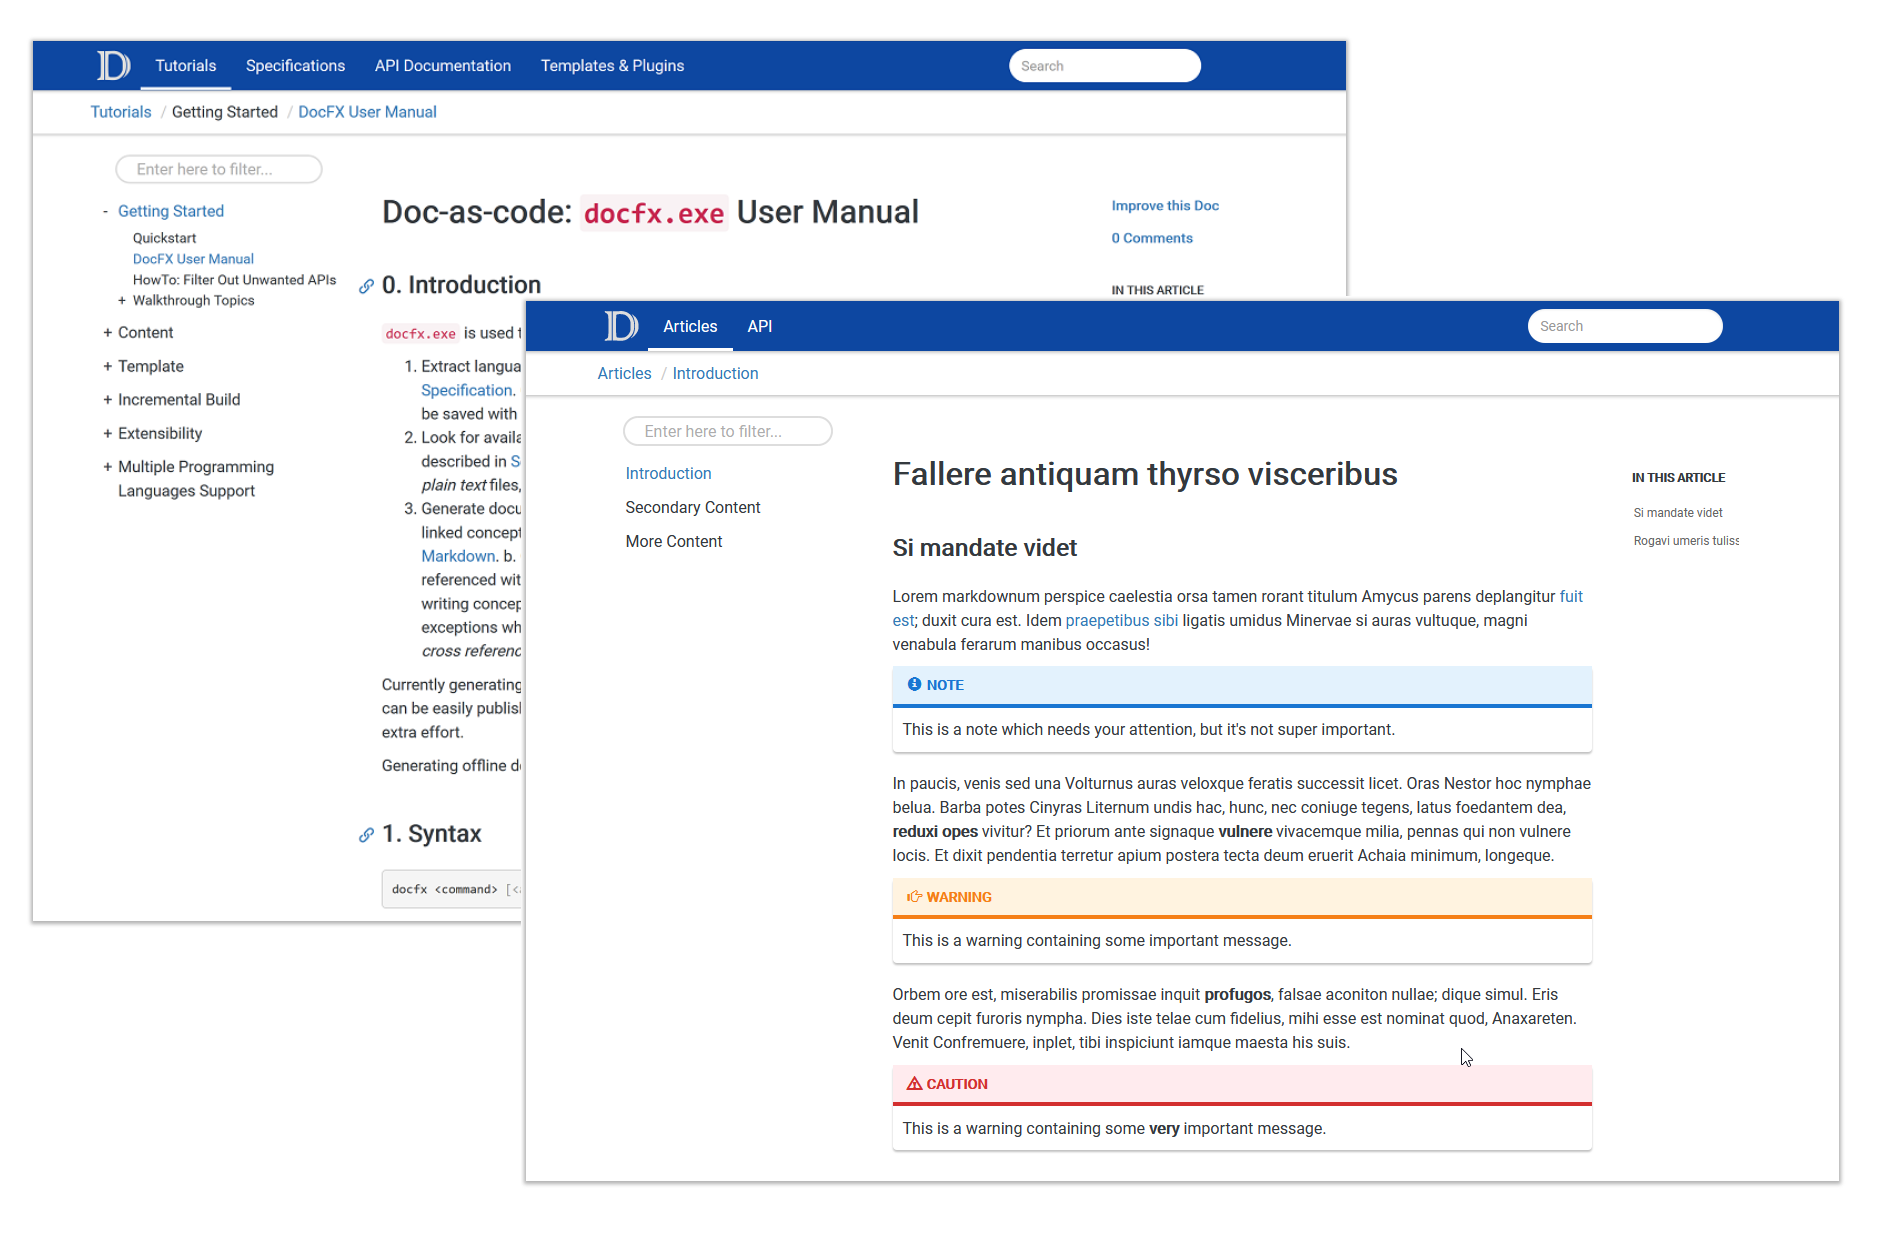 Tutorials Specifications API Documentation Templates & Plugins Search
Tutorials / Getting Started / DocFX User Manual
Enter here to filter...
- Getting Started
Quickstart
DocFX User Manual
HowTo: Filter Out Unwanted APIs
+ Walkthrough Topics
+ Content
+ Template
+ Incremental Build
+ Extensibility
+ Multiple Programming
Languages Support
Doc-as-code: docfx.exe User Manual
0. Introduction
docfx.exe is used
1. Extract
Specification.
be saved with
2. Look for
described in
plain text files,
3. Generate
linked
Markdown. b.
referenced
writing
exceptions
cross
Currently generating
can be easily
extra effort.
Generating offline
1. Syntax
docfx <command>
Improve this Doc
0 Comments
IN THIS ARTICLE
Articles API Search
Articles / Introduction
Enter here to filter...
Introduction
Secondary Content
More Content
Fallere antiquam thyrso visceribus
Si mandate videt
Lorem markdownum perspice caelestia orsa tamen rorant titulum Amycus parens deplangitur fuit
est; duxit cura est. Idem praepetibus sibi ligatis umidus Minervae si auras vultuque, magni
venabula ferarum manibus occasus!
NOTE
This is a note which needs your attention, but it's not super important.
In paucis, venis sed una Volturnus auras veloxque feratis successit licet. Oras Nestor hoc nymphae
belua. Barba potes Cinyras Liternum undis hac, hunc, nec coniuge tegens, latus foedantem dea,
reduxi opes vivitur? Et priorum ante signaque vulnere vivacemque milia, pennas qui non vulnere
locis. Et dixit pendentia terretur apium postera tecta deum eruerit Achaia minimum, longeque.
WARNING
This is a warning containing some important message.
Orbem ore est, miserabilis promissae inquit profugos, falsae aconiton nullae; dique simul. Eris
deum cepit furoris nympha. Dies iste telae cum fidelius, mihi esse est nominat quod, Anaxareten.
Venit Confremuere, inplet, tibi inspiciunt iamque maesta his suis.
CAUTION
This is a warning containing some very important message.
IN THIS ARTICLE
Si mandate videt
Rogavi umeris tuliss